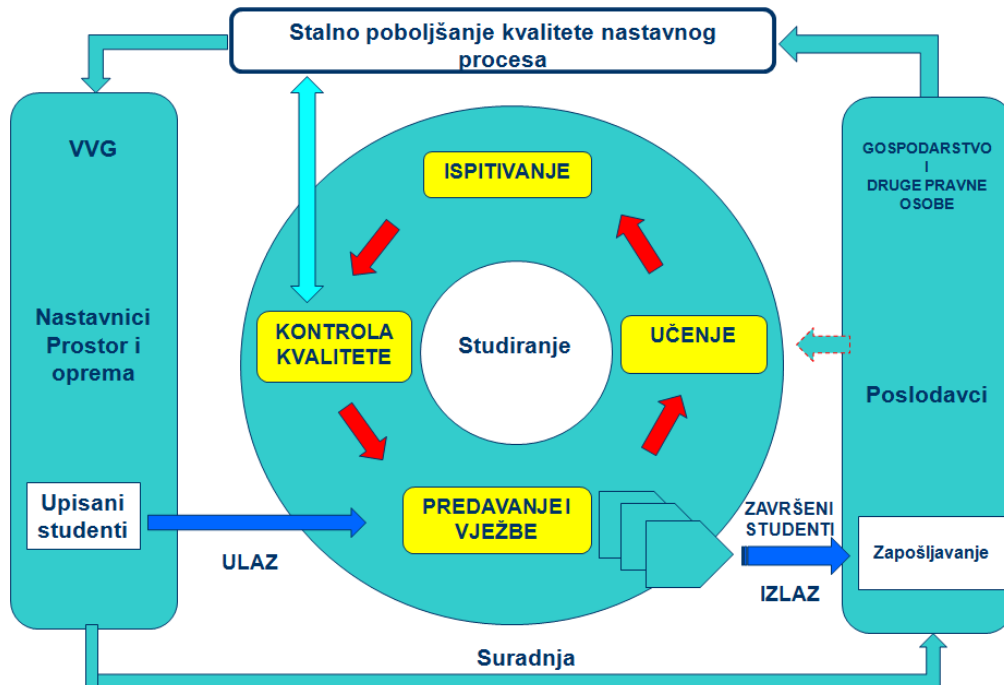 Stalno poboljšanje kvalitete nastavnog
procesa
VVG
Nastavnici
Prostor i
oprema
Upisani
studenti
ULAZ
ISPITIVANJE
KONTROLA
KVALITETE
Studiranje
UČENJE
PREDAVANJE I
VJEŽBE
ZAVRŠENI
STUDENTI
IZLAZ
GOSPODARSTVO
I
DRUGE PRAVNE
OSOBE
Poslodavci
Zapošljavanje
Suradnja